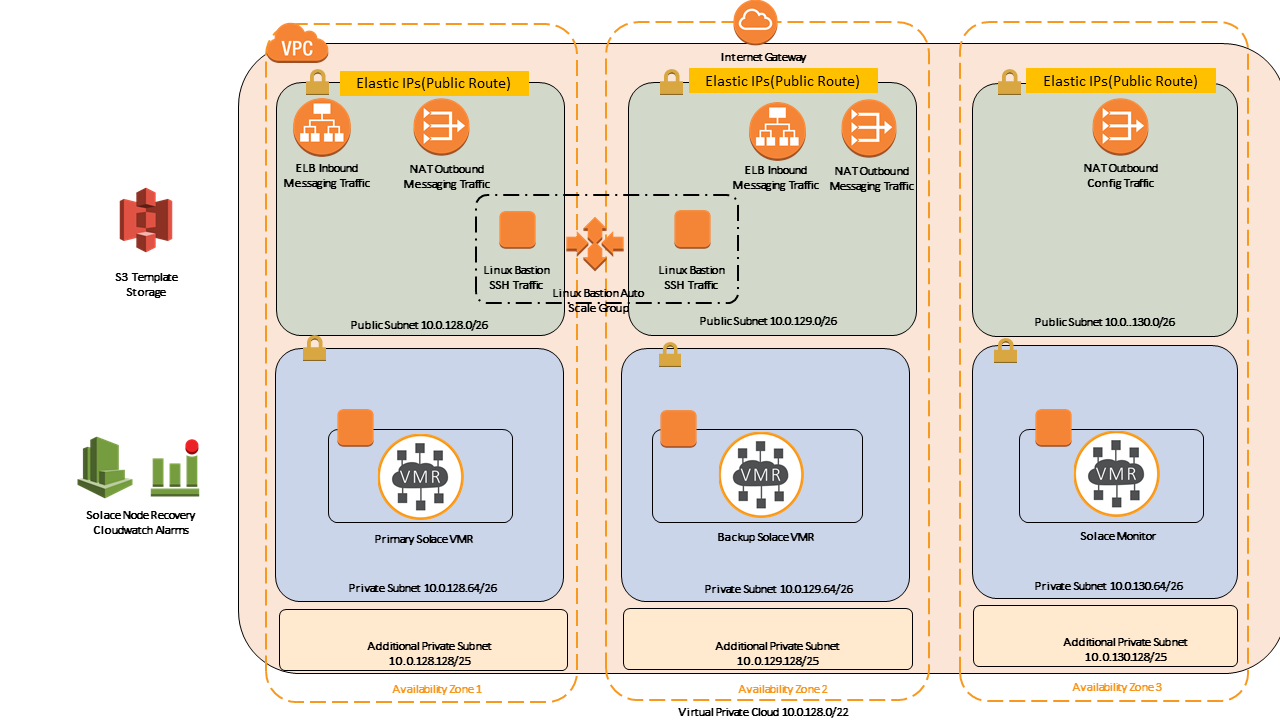 VPC
Internet Gateway
Elastic IPs(Public Route)
Elastic IPs(Public Route)
Elastic IPs(Public Route)
ELB Inbound
Messaging Traffic
NAT Outbound
Messaging Traffic
ELB Inbound
Messaging Traffic
NAT Outbound
Messaging Traffic
NAT Outbound
Config Traffic
S3 Template
Storage
Linux Bastion
SSH Traffic
Linux Bastion
SSH Traffic
Linux Bastion Auto
Scale Group
Public Subnet 10.0.128.0/26
Public Subnet 10.0.129.0/26
Public Subnet 10.0..130.0/26
VMR
VMR
VMR
Solace Node Recovery
Cloudwatch Alarms
Primary Solace VMR
Backup Solace VMR
Solace Monitor
Private Subnet 10.0.128.64/26
Private Subnet 10.0.129.64/26
Private Subnet 10.0.130.64/26
Additional Private Subnet
10..0.128.128/25
Additional Private Subnet
10..0.129.128/25
Additional Private Subnet
10..0.130.128/25
Availability Zone 1
Availability Zone 2
Availability Zone 3
Virtual Private Cloud 10.0.128.0/22